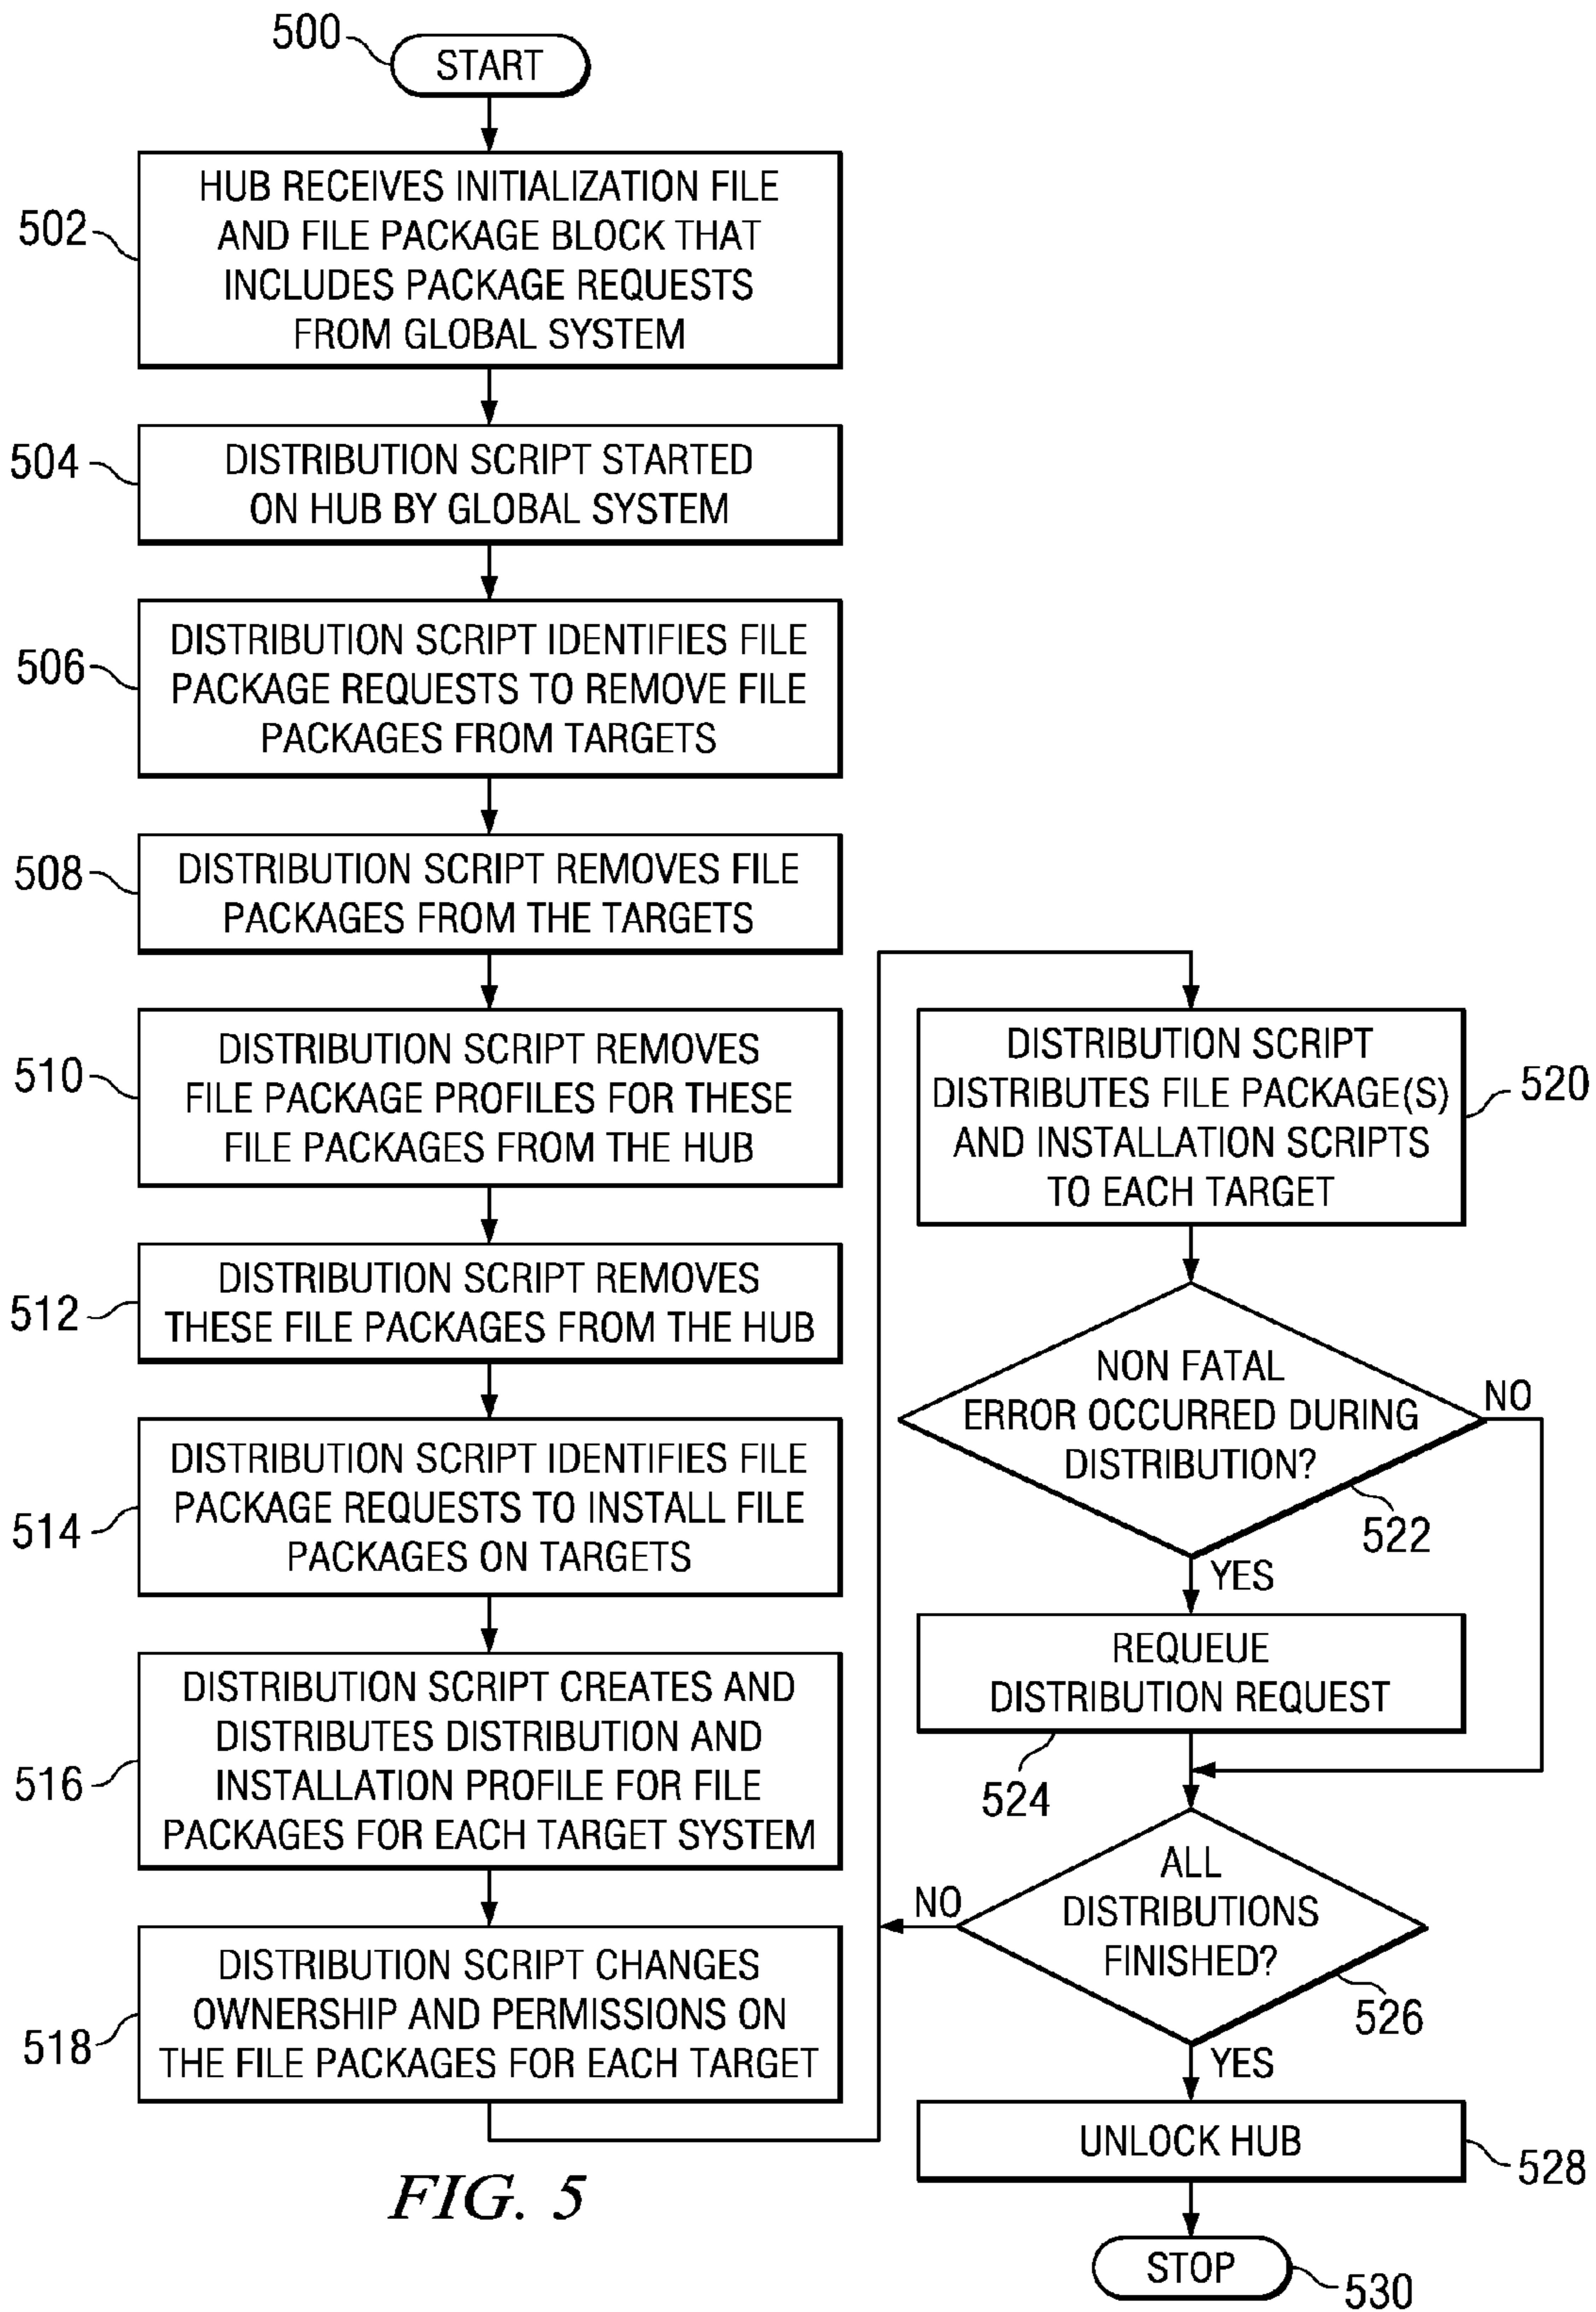 500
START
502
HUB RECEIVES INITIALIZATION FILE
AND FILE PACKAGE BLOCK THAT
INCLUDES PACKAGE REQUESTS
FROM GLOBAL SYSTEM
504
DISTRIBUTION SCRIPT STARTED
ON HUB BY GLOBAL SYSTEM
506
DISTRIBUTION SCRIPT IDENTIFIES FILE
PACKAGE REQUESTS TO REMOVE FILE
PACKAGES FROM TARGETS
508
DISTRIBUTION SCRIPT REMOVES FILE
PACKAGES FROM THE TARGETS
510
DISTRIBUTION SCRIPT REMOVES
FILE PACKAGE PROFILES FOR THESE
FILE PACKAGES FROM THE HUB
512
DISTRIBUTION SCRIPT REMOVES
THESE FILE PACKAGES FROM THE HUB
514
DISTRIBUTION SCRIPT IDENTIFIES FILE
PACKAGE REQUESTS TO INSTALL FILE
PACKAGES ON TARGETS
516
DISTRIBUTION SCRIPT CREATES AND
DISTRIBUTES DISTRIBUTION AND
INSTALLATION PROFILE FOR FILE
PACKAGES FOR EACH TARGET SYSTEM
518
DISTRIBUTION SCRIPT CHANGES
OWNERSHIP AND PERMISSIONS ON
THE FILE PACKAGES FOR EACH TARGET
DISTRIBUTION SCRIPT
DISTRIBUTES FILE PACKAGE(S)
AND INSTALLATION SCRIPTS
TO EACH TARGET
520
NON FATAL
ERROR OCCURRED DURING
DISTRIBUTION?
NO
522
YES
REQUEUE
DISTRIBUTION REQUEST
524
ALL
DISTRIBUTIONS
FINISHED?
NO
526
YES
UNLOCK HUB
528
STOP
530
FIG. 5